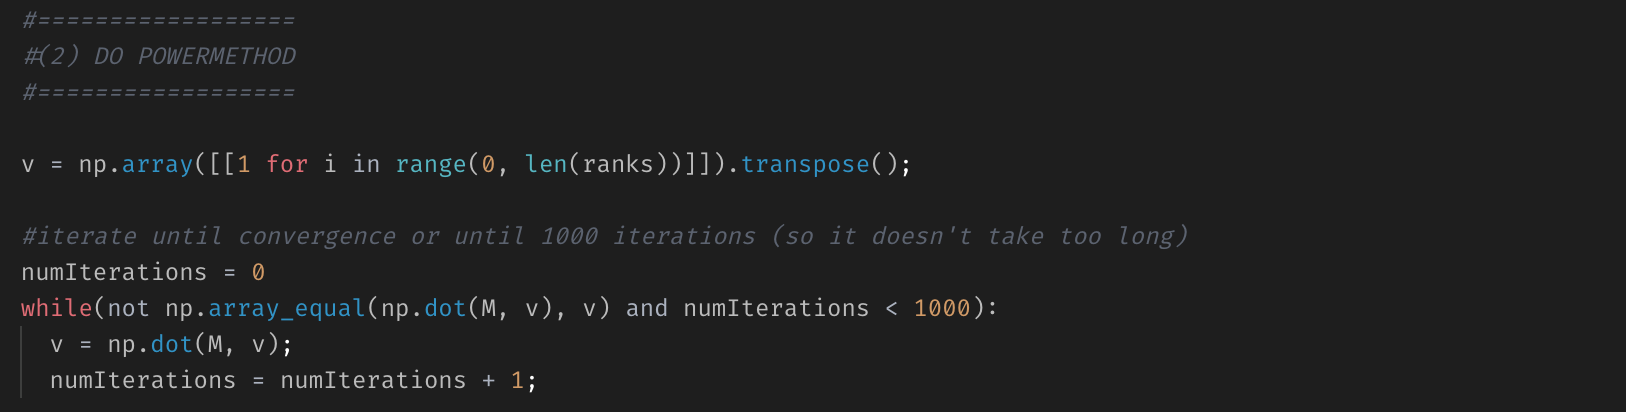 #==================
#(2) DO POWERMETHOD
#==================
v = np.array([[1 for i in range(0, len(ranks))]]).transpose();
#iterate until convergence or until 1000 iterations (so it doesn't take too long)
numIterations = 0
while(not np.array_equal(np.dot(M, v), v) and numIterations < 1000):
  v = np.dot(M, v);
  numIterations = numIterations + 1;